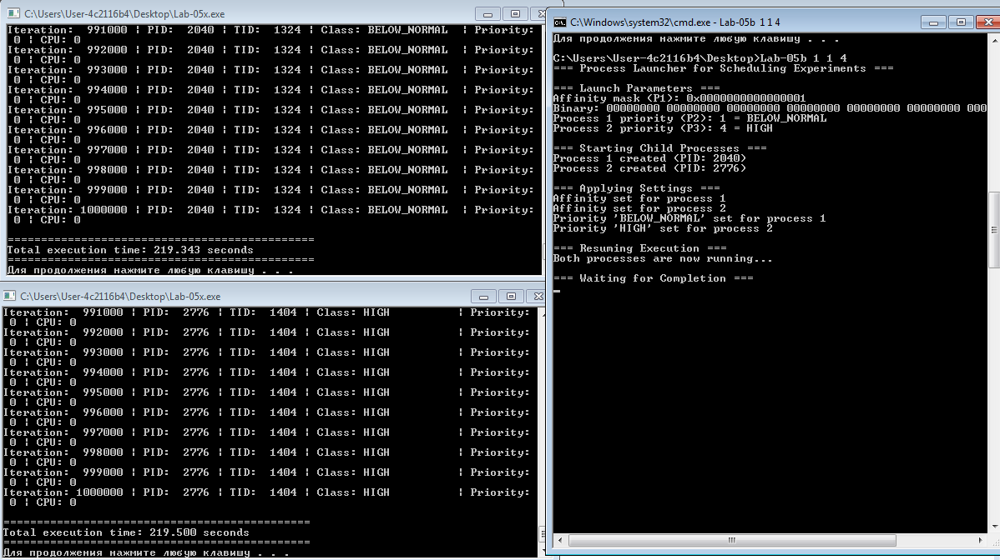 C:\Users\User-4c2116b4\Desktop\Lab-05x.exe
Iteration:  991000 ¦ PID:  2040 ¦ TID:  1324 ¦ Class: BELOW_NORMAL  ¦ Priority:
 0 ¦ CPU: 0
Iteration:  992000 ¦ PID:  2040 ¦ TID:  1324 ¦ Class: BELOW_NORMAL  ¦ Priority:
 0 ¦ CPU: 0
Iteration:  993000 ¦ PID:  2040 ¦ TID:  1324 ¦ Class: BELOW_NORMAL  ¦ Priority:
 0 ¦ CPU: 0
Iteration:  994000 ¦ PID:  2040 ¦ TID:  1324 ¦ Class: BELOW_NORMAL  ¦ Priority:
 0 ¦ CPU: 0
Iteration:  995000 ¦ PID:  2040 ¦ TID:  1324 ¦ Class: BELOW_NORMAL  ¦ Priority:
 0 ¦ CPU: 0
Iteration:  996000 ¦ PID:  2040 ¦ TID:  1324 ¦ Class: BELOW_NORMAL  ¦ Priority:
 0 ¦ CPU: 0
Iteration:  997000 ¦ PID:  2040 ¦ TID:  1324 ¦ Class: BELOW_NORMAL  ¦ Priority:
 0 ¦ CPU: 0
Iteration:  998000 ¦ PID:  2040 ¦ TID:  1324 ¦ Class: BELOW_NORMAL  ¦ Priority:
 0 ¦ CPU: 0
Iteration:  999000 ¦ PID:  2040 ¦ TID:  1324 ¦ Class: BELOW_NORMAL  ¦ Priority:
 0 ¦ CPU: 0
Iteration: 1000000 ¦ PID:  2040 ¦ TID:  1324 ¦ Class: BELOW_NORMAL  ¦ Priority:
 0 ¦ CPU: 0
==============================================
Total execution time: 219.343 seconds
==============================================
Для продолжения нажмите любую клавишу . . .
C:\Users\User-4c2116b4\Desktop\Lab-05x.exe
Iteration:  991000 ¦ PID:  2776 ¦ TID:  1404 ¦ Class: HIGH          ¦ Priority:
 0 ¦ CPU: 0
Iteration:  992000 ¦ PID:  2776 ¦ TID:  1404 ¦ Class: HIGH          ¦ Priority:
 0 ¦ CPU: 0
Iteration:  993000 ¦ PID:  2776 ¦ TID:  1404 ¦ Class: HIGH          ¦ Priority:
 0 ¦ CPU: 0
Iteration:  994000 ¦ PID:  2776 ¦ TID:  1404 ¦ Class: HIGH          ¦ Priority:
 0 ¦ CPU: 0
Iteration:  995000 ¦ PID:  2776 ¦ TID:  1404 ¦ Class: HIGH          ¦ Priority:
 0 ¦ CPU: 0
Iteration:  996000 ¦ PID:  2776 ¦ TID:  1404 ¦ Class: HIGH          ¦ Priority:
 0 ¦ CPU: 0
Iteration:  997000 ¦ PID:  2776 ¦ TID:  1404 ¦ Class: HIGH          ¦ Priority:
 0 ¦ CPU: 0
Iteration:  998000 ¦ PID:  2776 ¦ TID:  1404 ¦ Class: HIGH          ¦ Priority:
 0 ¦ CPU: 0
Iteration:  999000 ¦ PID:  2776 ¦ TID:  1404 ¦ Class: HIGH          ¦ Priority:
 0 ¦ CPU: 0
Iteration: 1000000 ¦ PID:  2776 ¦ TID:  1404 ¦ Class: HIGH          ¦ Priority:
 0 ¦ CPU: 0
==============================================
Total execution time: 219.500 seconds
==============================================
Для продолжения нажмите любую клавишу . . .
C:\Windows\system32\cmd.exe - Lab-05b 1 1 4
Для продолжения нажмите любую клавишу . . .
C:\Users\User-4c2116b4\Desktop>Lab-05b 1 1 4
=== Process Launcher for Scheduling Experiments ===
=== Launch Parameters ===
Affinity mask (P1): 0x0000000000000001
Binary: 00000000 00000000 00000000 00000000 00000000 00000000 000
Process 1 priority (P2): 1 = BELOW_NORMAL
Process 2 priority (P3): 4 = HIGH
=== Starting Child Processes ===
Process 1 created (PID: 2040)
Process 2 created (PID: 2776)
=== Applying Settings ===
Affinity set for process 1
Affinity set for process 2
Priority 'BELOW_NORMAL' set for process 1
Priority 'HIGH' set for process 2
=== Resuming Execution ===
Both processes are now running...
=== Waiting for Completion ===